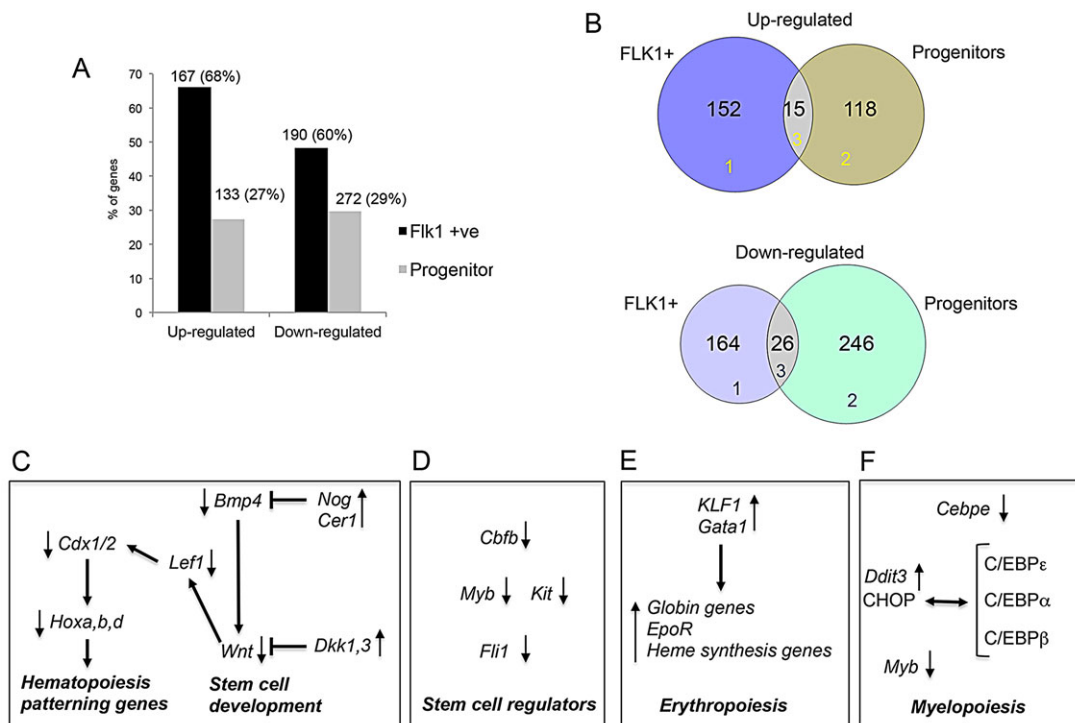 A
167 (68%)
190 (60%)
133 (27%)
272 (29%)
70
60
50
40
30
20
10
0
% of genes
Up-regulated
Down-regulated
Flk1 +ve
Progenitor
B
Up-regulated
FLK1+
Progenitors
152
15
118
1
3
2
Down-regulated
FLK1+
Progenitors
164
26
246
1
3
2
C
Bmp4
Nog
Cer1
Cdx1/2
Lef1
Hoxa,b,d
Wnt
Dkk1,3
Hematopoiesis
patterning genes
Stem cell
development
D
Cbfb
Myb
Kit
Fli1
Stem cell regulators
E
KLF1
Gata1
Globin genes
EpoR
Heme synthesis genes
Erythropoiesis
F
Cebpe
Ddit3
CHOP
C/EBPε
C/EBPα
C/EBPβ
Myb
Myelopoiesis